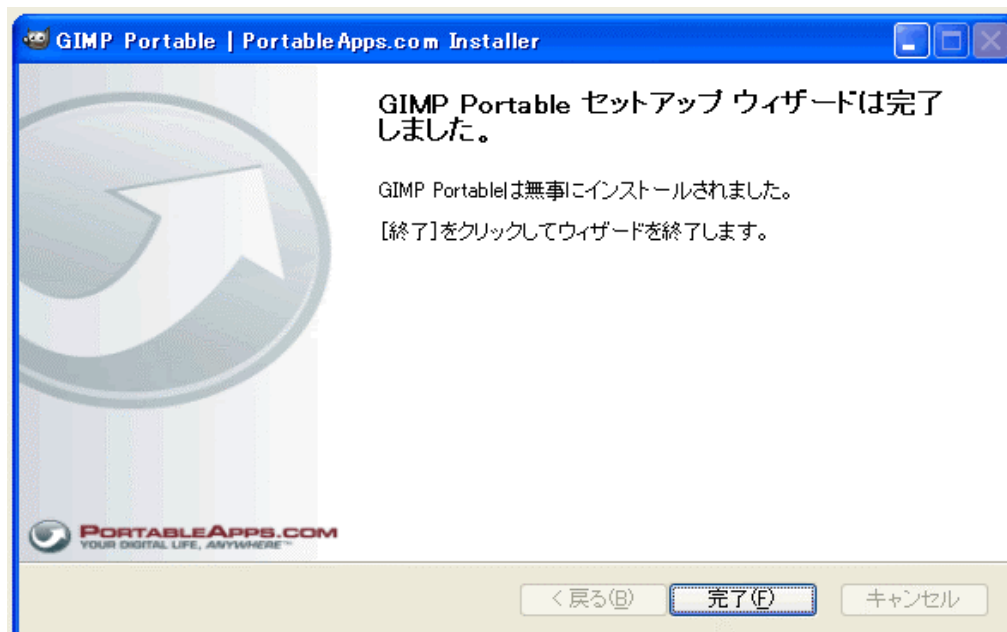 GIMP Portable | PortableApps.com Installer
GIMP Portable セットアップ ウィザードは完了
しました。
GIMP Portableは無事にインストールされました。
[終了]をクリックしてウィザードを終了します。
PORTABLEAPPS.COM
YOUR DIGITAL LIFE, ANYWHERE™
< 戻る(B) 完了(F) キャンセル